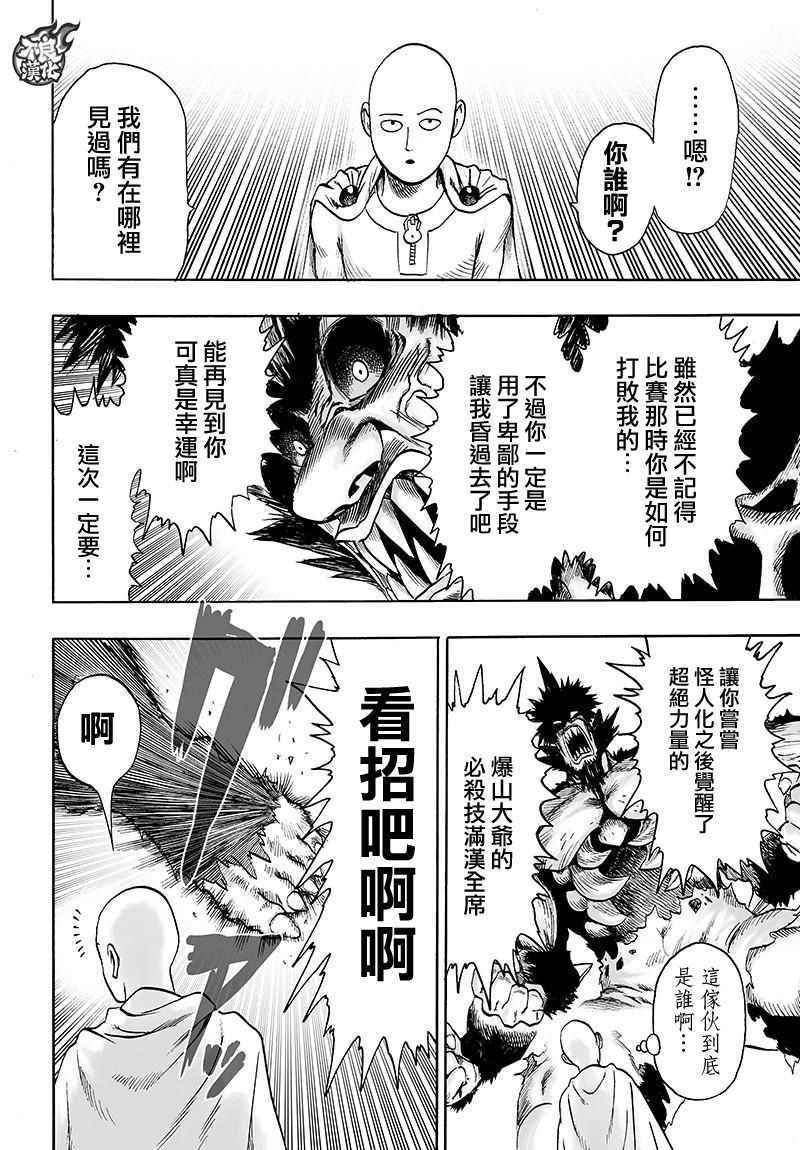 ……嗯!?
你誰啊？
我們有在哪裡
見過嗎？
雖然已經不記得
比賽那時你是如何
打敗我的…
不過你一定是
用了卑鄙的手段
讓我昏過去了吧
能再見到你
可真是幸運啊
這次一定要…
讓你嘗嘗
怪人化之後覺醒了
超絕力量的
爆山大爺的
必殺技滿漢全席
這傢伙到底
是誰啊…
看招吧啊啊
グ
ア
啊
狼
漢化